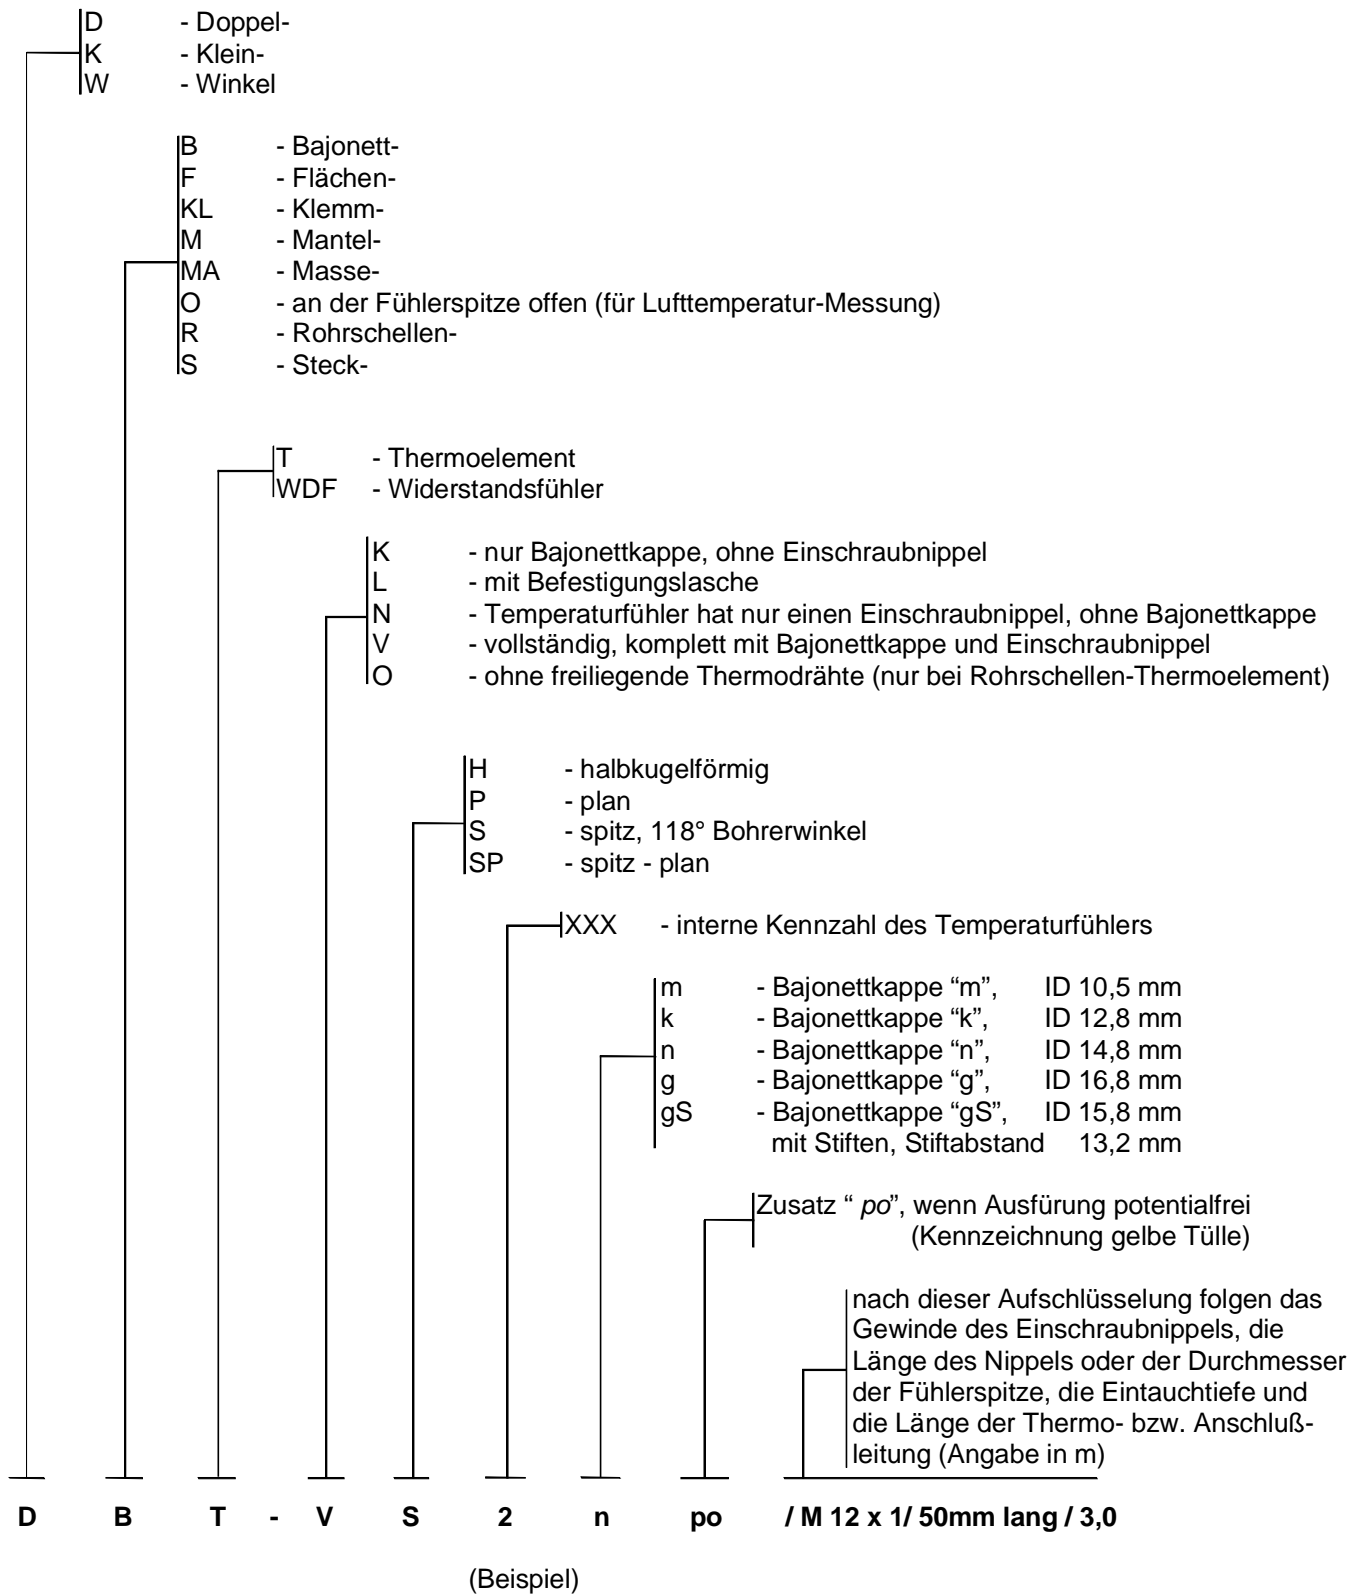 D - Doppel-
K - Klein-
W - Winkel
B - Bajonett-
F - Flächen-
KL - Klemm-
M - Mantel-
MA - Masse-
O - an der Fühlerspitze offen (für Lufttemperatur-Messung)
R - Rohrschellen-
S - Steck-
T - Thermoelement
WDF - Widerstandsfühler
K - nur Bajonettkappe, ohne Einschraubnippel
L - mit Befestigungslasche
N - Temperaturfühler hat nur einen Einschraubnippel, ohne Bajonettkappe
V - vollständig, komplett mit Bajonettkappe und Einschraubnippel
O - ohne freiliegende Thermodrähte (nur bei Rohrschellen-Thermoelement)
H - halbkugelförmig
P - plan
S - spitz, 118° Bohrerwinkel
SP - spitz - plan
XXX - interne Kennzahl des Temperaturfühlers
m - Bajonettkappe “m”, ID 10,5 mm
k - Bajonettkappe “k”, ID 12,8 mm
n - Bajonettkappe “n”, ID 14,8 mm
g - Bajonettkappe “g”, ID 16,8 mm
gS - Bajonettkappe “gS”, ID 15,8 mm
mit Stiften, Stiftabstand 13,2 mm
Zusatz “ po”, wenn Ausfürung potentialfrei
(Kennzeichnung gelbe Tülle)
nach dieser Aufschlüsselung folgen das
Gewinde des Einschraubnippels, die
Länge des Nippels oder der Durchmesser
der Fühlerspitze, die Eintauchtiefe und
die Länge der Thermo- bzw. Anschluß-
leitung (Angabe in m)
D B T - V S 2 n po / M 12 x 1/ 50mm lang / 3,0
(Beispiel)